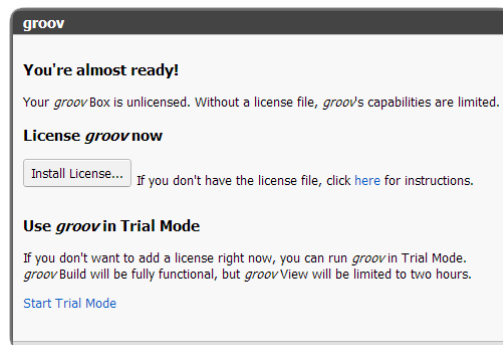 groov
You're almost ready!
Your groov Box is unlicensed. Without a license file, groov's capabilities are limited.
License groov now
Install License... If you don't have the license file, click here for instructions.
Use groov in Trial Mode
If you don't want to add a license right now, you can run groov in Trial Mode.
groov Build will be fully functional, but groov View will be limited to two hours.
Start Trial Mode